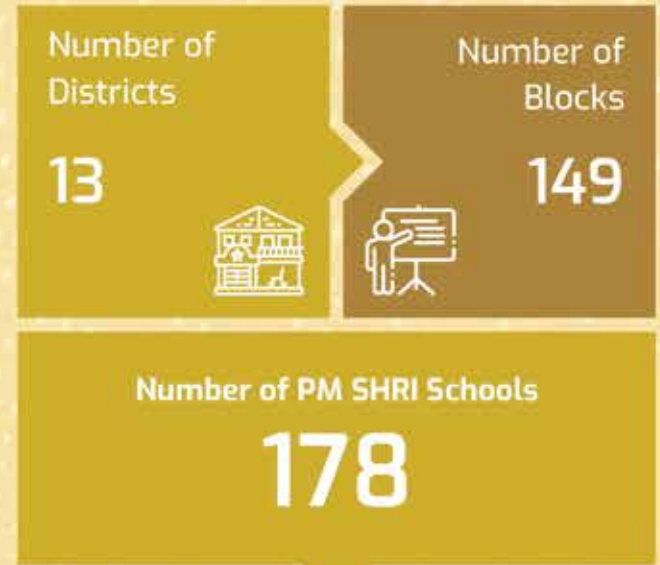 Number of
Districts
13
Number of
Blocks
149
Number of PM SHRI Schools
178